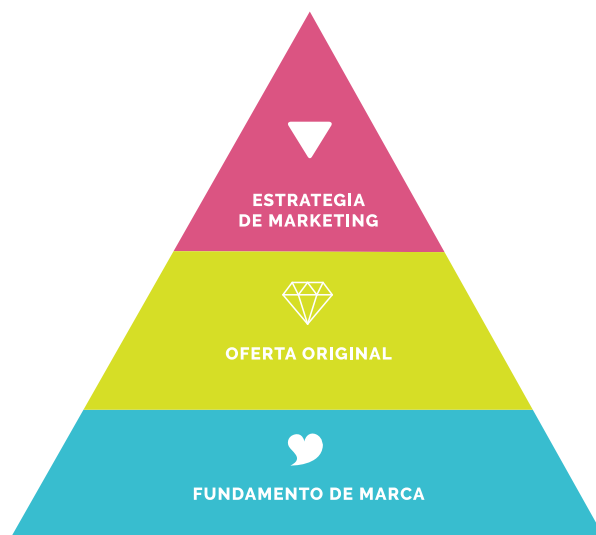 ESTRATEGIA
DE MARKETING
OFERTA ORIGINAL
FUNDAMENTO DE MARCA